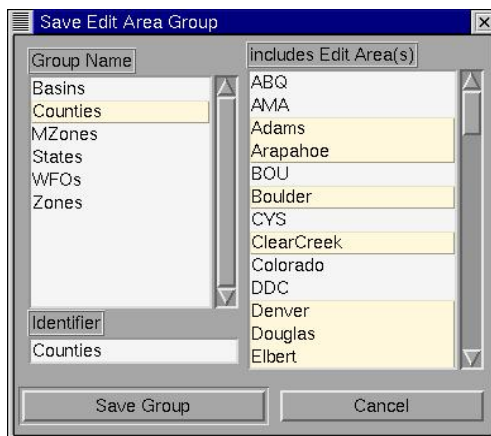 Save Edit Area Group
Group Name
Basins
Counties
MZones
States
WFOs
Zones
Identifier
Counties
includes Edit Area(s)
ABQ
AMA
Adams
Arapahoe
BOU
Boulder
CYS
ClearCreek
Colorado
DDC
Denver
Douglas
Elbert
Save Group
Cancel